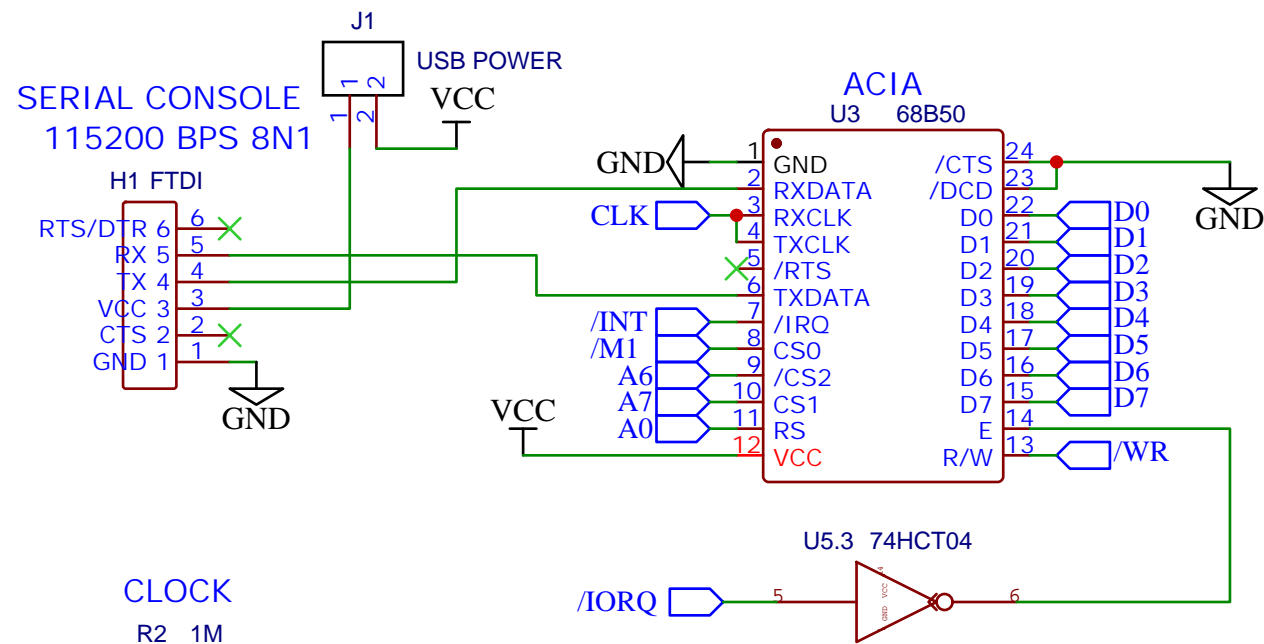 J1
USB POWER
1 2
1 2
VCC
SERIAL CONSOLE
115200 BPS 8N1
H1 FTDI
RTS/DTR 6 6
RX 5 5
TX 4 4
VCC 3 3
CTS 2 2
GND 1 1
GND
ACIA
U3 68B50
GND 1 GND /CTS 24
2 RXDATA /DCD 23 GND
CLK 3 RXCLK D0 22 D0
4 TXCLK D1 21 D1
5 /RTS D2 20 D2
6 TXDATA D3 19 D3
/INT 7 /IRQ D4 18 D4
/M1 8 CS0 D5 17 D5
A6 9 /CS2 D6 16 D6
A7 10 CS1 D7 15 D7
A0 11 RS E 14
VCC 12 VCC R/W 13 /WR
U5.3 74HCT04
/IORQ 5 GND VCC 14 6
CLOCK
R2 1M